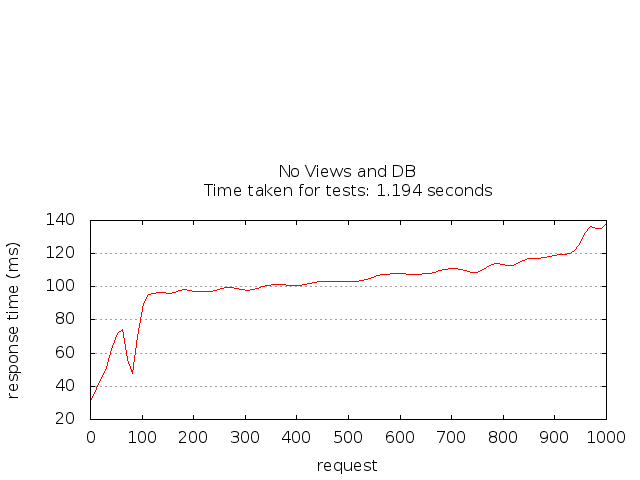 No Views and DB
Time taken for tests: 1.194 seconds
response time (ms)
140
120
100
80
60
40
20
0 100 200 300 400 500 600 700 800 900 1000
request